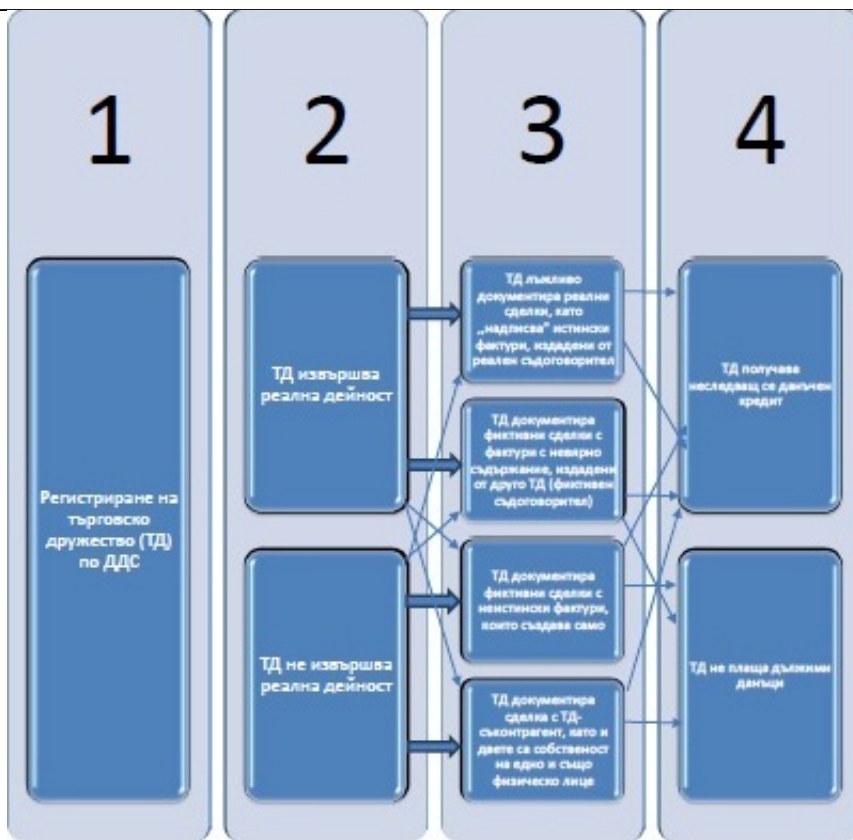 1
2
3
4
Регистриране на
търговско
дружество (ТД)
по ДДС
ТД извършва
реална дейност
ТД не извършва
реална дейност
ТД лъжливо
документира реални
сделки, като
„надписва" истински
фактури, издадени от
реален съдоговорител
ТД документира
фиктивни сделки с
фактури с невярно
съдържание, издадени
от друго ТД (фиктивен
съдоговорител)
ТД документира
фиктивни сделки с
неистински фактури,
които създава само
ТД документира
сделка с ТД-
съконтрагент, като и
двете са собственост
на едно и също
физическо лице
ТД получава
неследващ се данъчен
кредит
ТД не плаща дължими
данъци